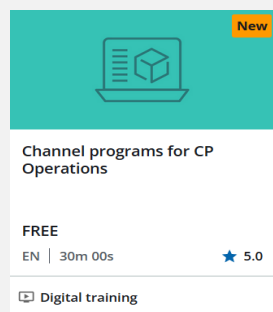 New
Channel programs for CP
Operations
FREE
EN | 30m 00s
5.0
Digital training